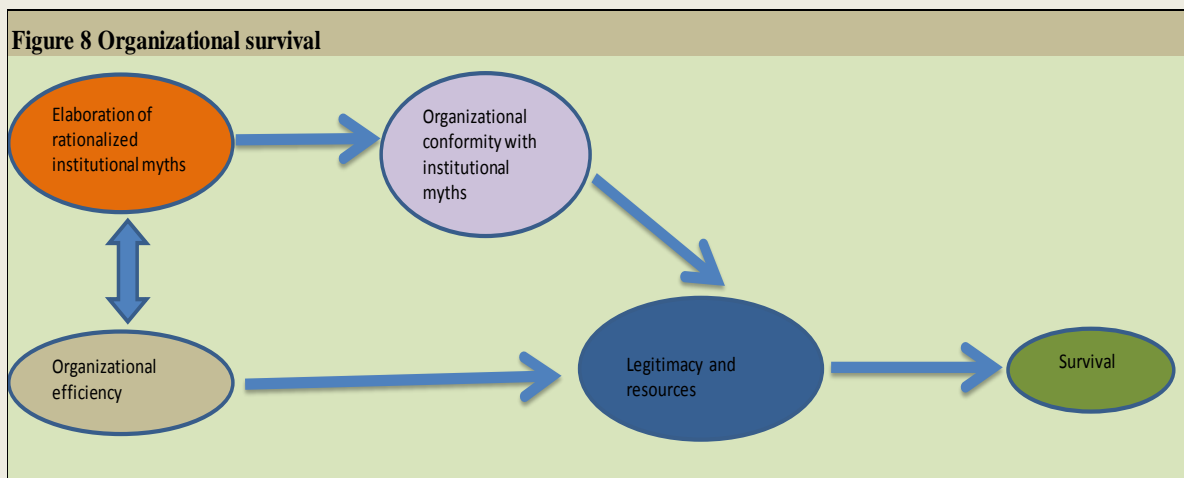 Figure 8 Organizational survival
Elaboration of
rationalized
institutional myths
Organizational
conformity with
institutional
myths
Organizational
efficiency
Legitimacy and
resources
Survival